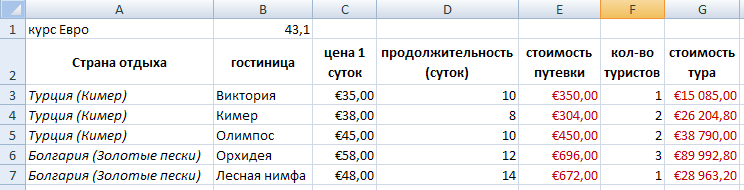 A B C D E F G
1 курс Евро 43,1
2 Страна отдыха гостиница цена 1 суток продолжительность (суток) стоимость путевки кол-во туристов стоимость тура
3 Турция (Кимер) Виктория €35,00 10 €350,00 1 €15 085,00
4 Турция (Кимер) Кимер €38,00 8 €304,00 2 €26 204,80
5 Турция (Кимер) Олимпос €45,00 10 €450,00 2 €38 790,00
6 Болгария (Золотые пески) Орхидея €58,00 12 €696,00 3 €89 992,80
7 Болгария (Золотые пески) Лесная нимфа €48,00 14 €672,00 1 €28 963,20